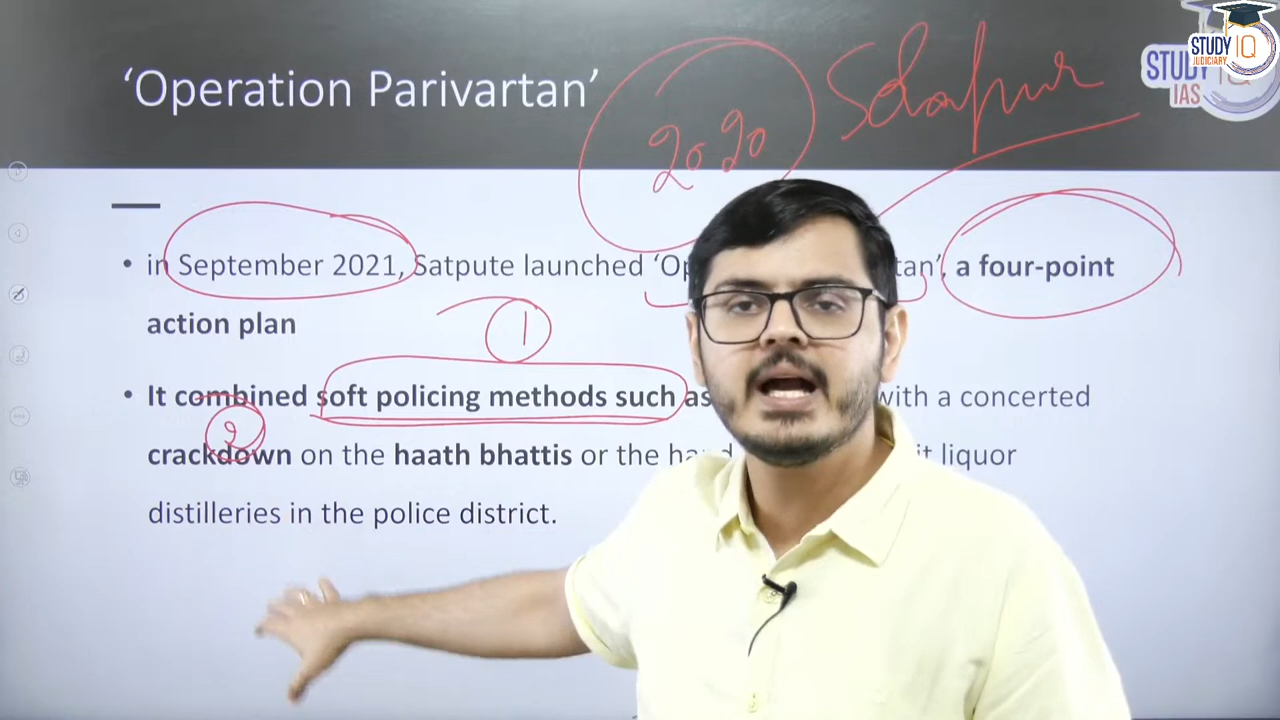 'Operation Parivartan'
2020
Solapur
STUDY IQ
JUDICIARY
STUDY IQ
IAS
• in September 2021, Satpute launched 'Op tan', a four-point
action plan
1
• It combined soft policing methods such as with a concerted
2
crackdown on the haath bhattis or the liquor
distilleries in the police district.